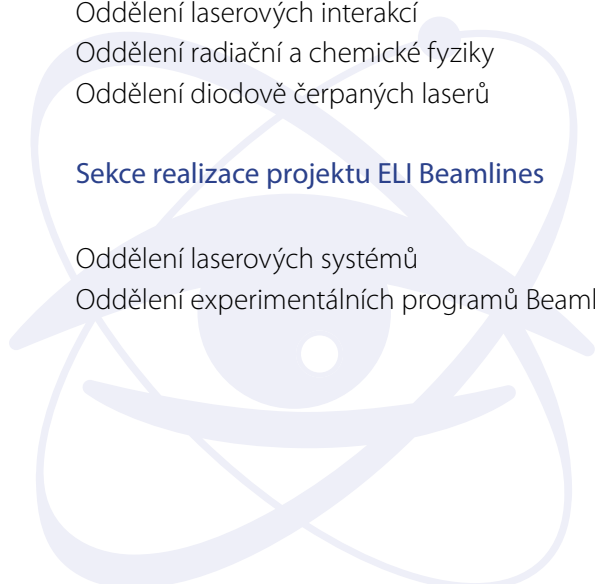 Oddělení laserových interakcí
Oddělení radiační a chemické fyziky
Oddělení diodově čerpaných laserů
Sekce realizace projektu ELI Beamlines
Oddělení laserových systémů
Oddělení experimentálních programů